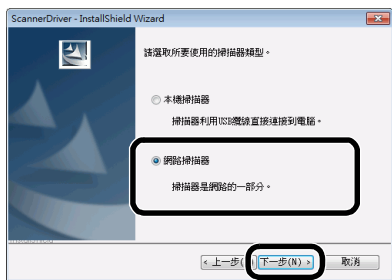 ScannerDriver - InstallShield Wizard
請選取所要使用的掃描器類型。
本機掃描器
掃描器利用USB纜線直接連接到電腦。
網路掃描器
掃描器是網路的一部分。
< 上一步( 下一步(N) > 取消